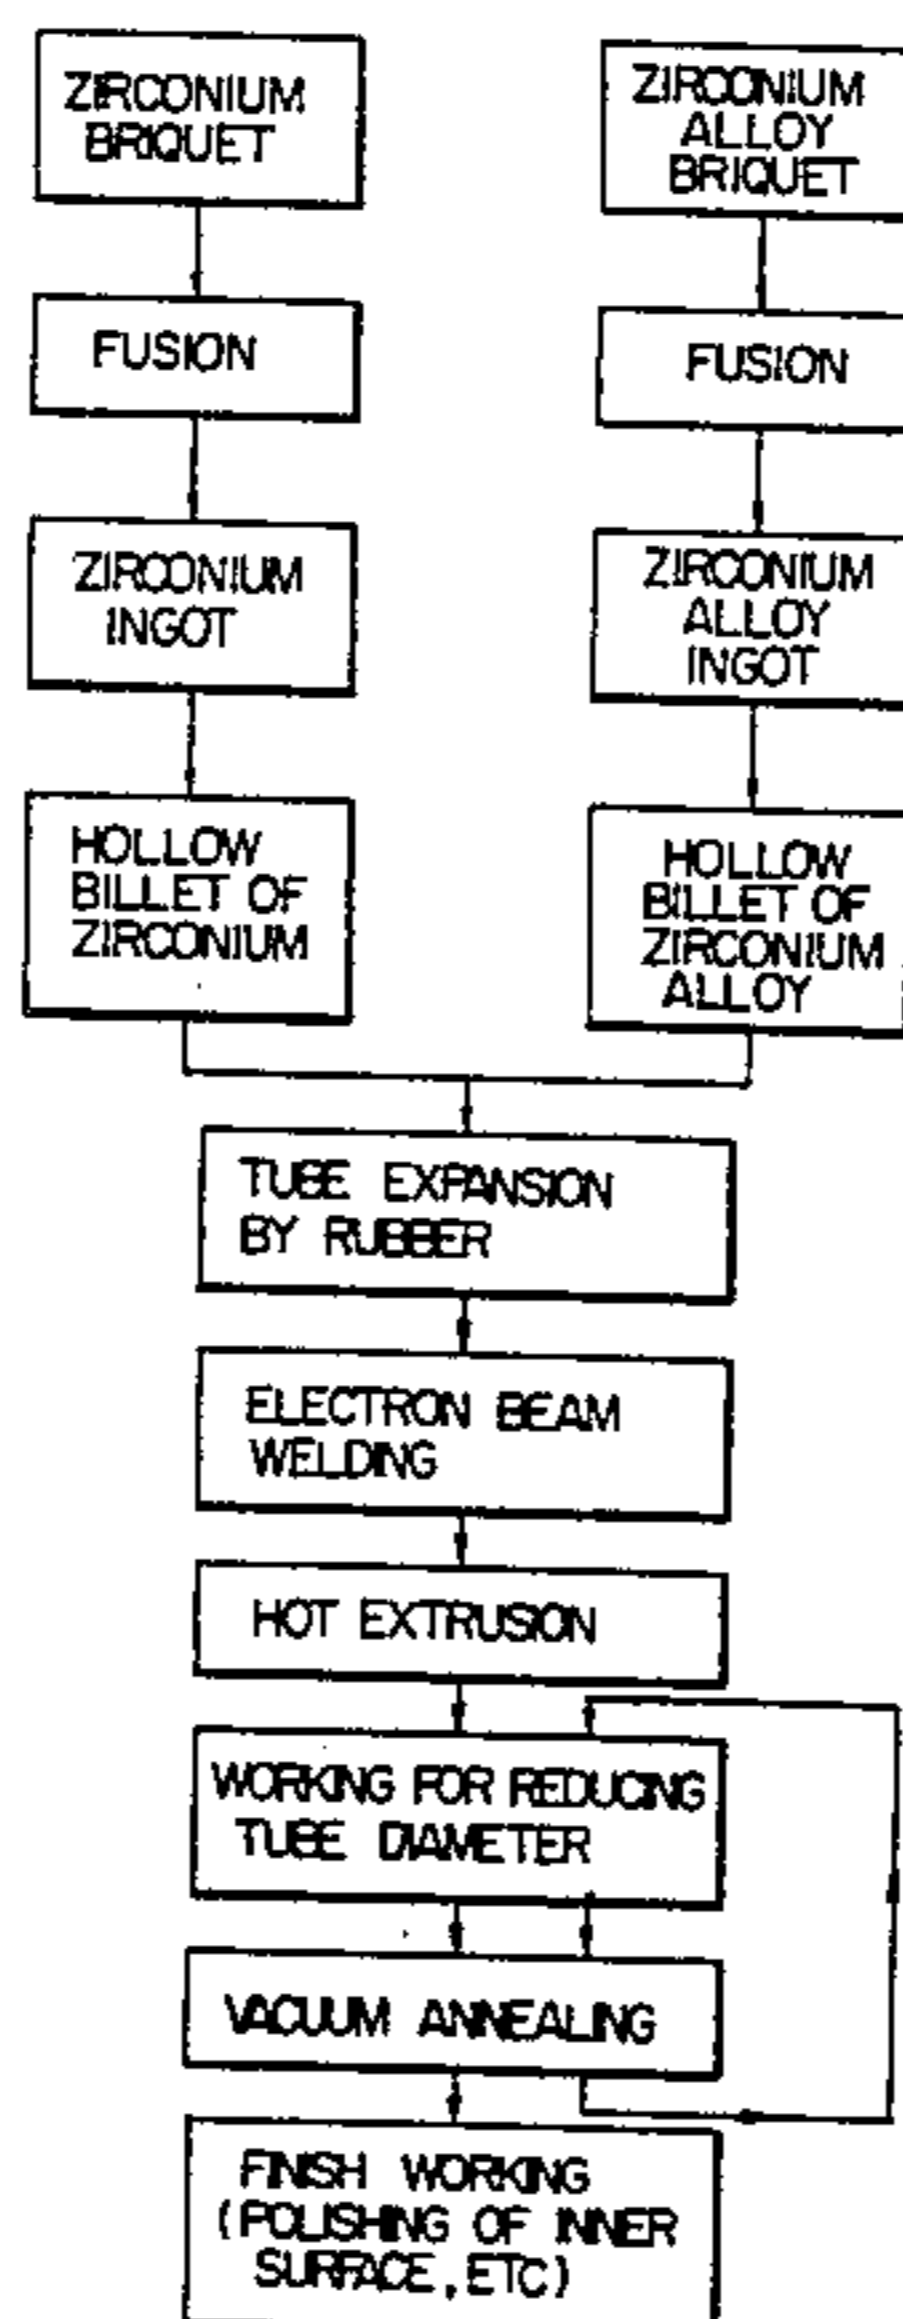 ZIRCONIUM
BRIQUET
FUSION
ZIRCONIUM
INGOT
HOLLOW
BILLET OF
ZIRCONIUM
ZIRCONIUM
ALLOY
BRIQUET
FUSION
ZIRCONIUM
ALLOY
INGOT
HOLLOW
BILLET OF
ZIRCONIUM
ALLOY
TUBE EXPANSION
BY RUBBER
ELECTRON BEAM
WELDING
HOT EXTRUSION
WORKING FOR REDUCING
TUBE DIAMETER
VACUUM ANNEALING
FINISH WORKING
(POLISHING OF INNER
SURFACE, ETC)